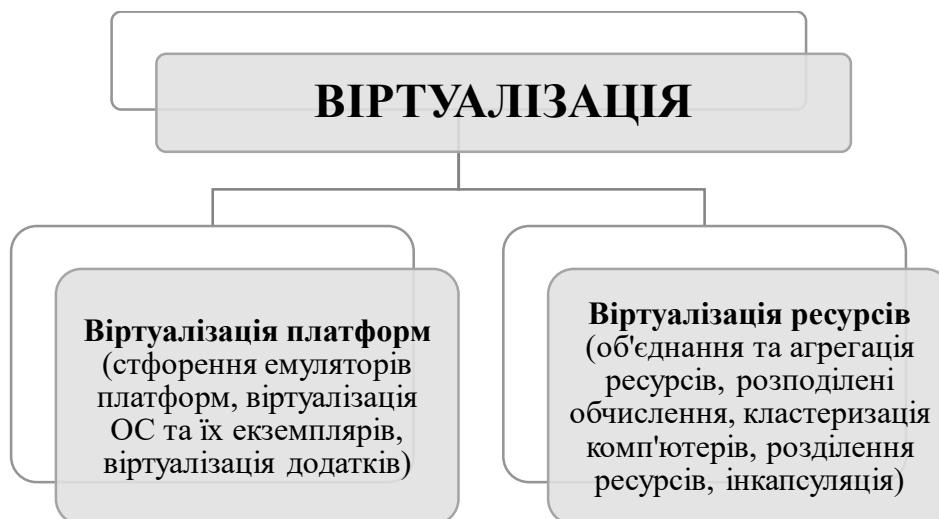 ВІРТУАЛІЗАЦІЯ
Віртуалізація платформ
(стфорення емуляторів
платформ, віртуалізація
ОС та їх екземплярів,
віртуалізація додатків)
Віртуалізація ресурсів
(об'єднання та агрегація
ресурсів, розподілені
обчислення, кластеризація
комп'ютерів, розділення
ресурсів, інкапсуляція)